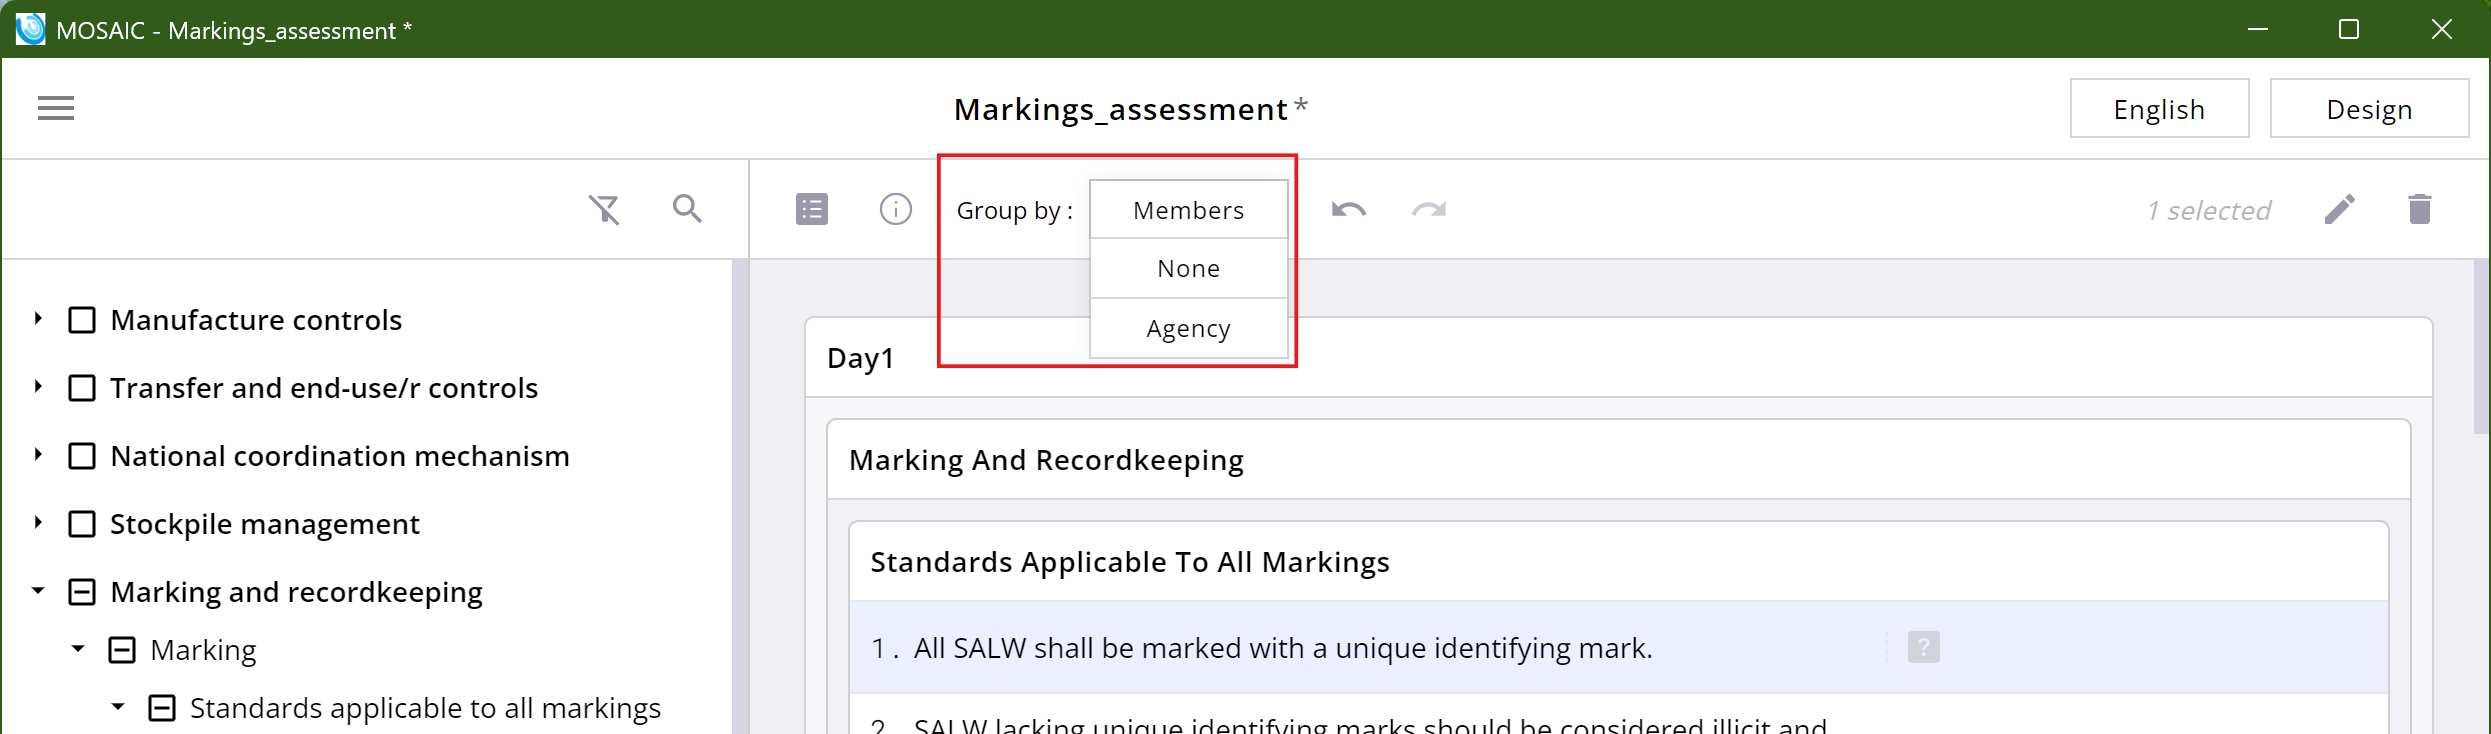 MOSAIC - Markings_assessment *
Markings_assessment *
English
Design
Group by :
Members
None
Agency
1 selected
Manufacture controls
Transfer and end-use/r controls
National coordination mechanism
Stockpile management
Marking and recordkeeping
Marking
Standards applicable to all markings
Day1
Marking And Recordkeeping
Standards Applicable To All Markings
1. All SALW shall be marked with a unique identifying mark.
?
2. SALW lacking unique identifying marks should be considered illicit and